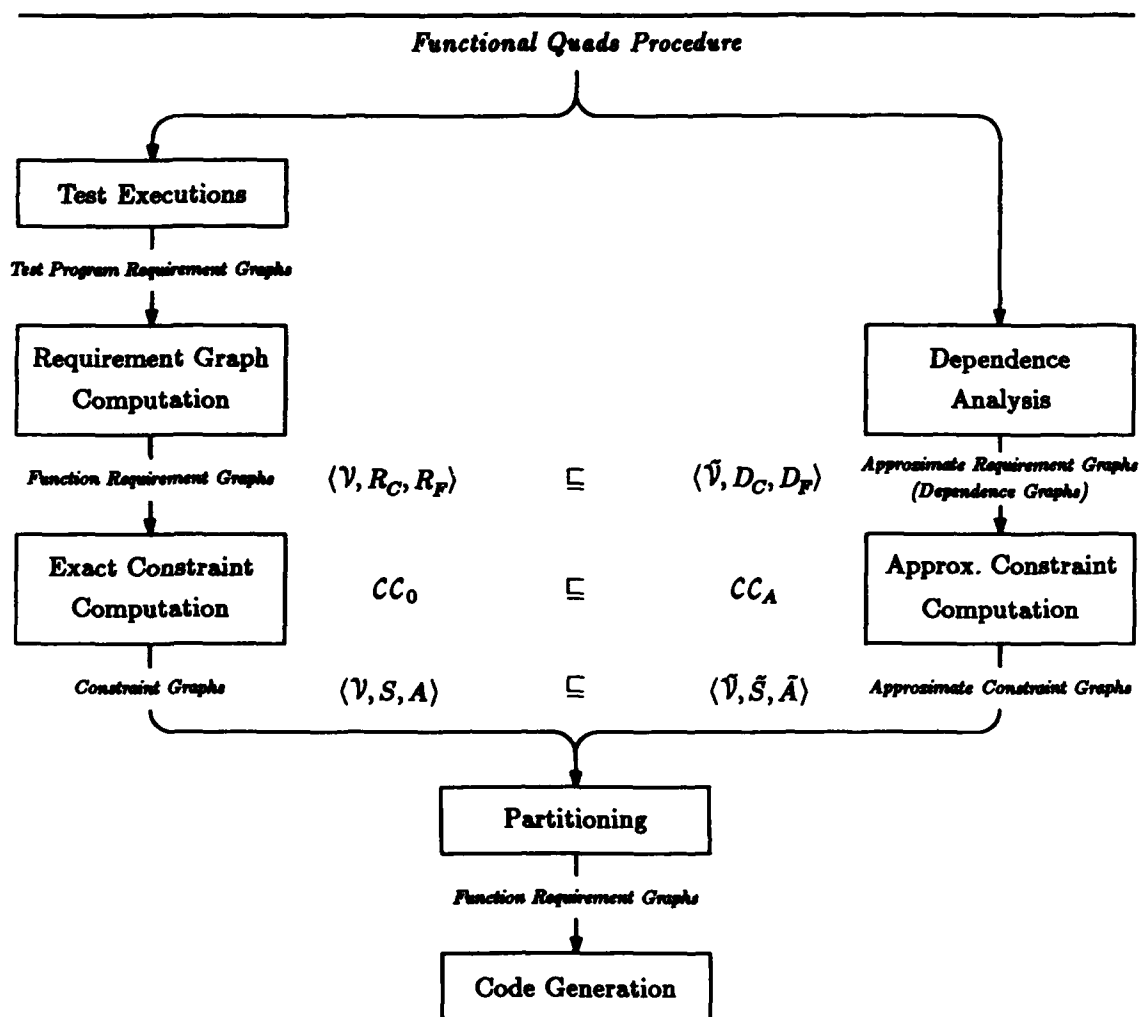 Functional Quads Procedure
Test Executions
Test Program Requirement Graphs
Requirement Graph
Computation
Dependence
Analysis
Function Requirement Graphs
⟨𝒱, R_C, R_F⟩ ⊑ ⟨𝒱̃, D_C, D_F⟩
Approximate Requirement Graphs
(Dependence Graphs)
Exact Constraint
Computation
𝒞𝒞₀ ⊑ 𝒞𝒞_A
Approx. Constraint
Computation
Constraint Graphs
⟨𝒱, S, A⟩ ⊑ ⟨𝒱̃, S̃, Ã⟩
Approximate Constraint Graphs
Partitioning
Function Requirement Graphs
Code Generation